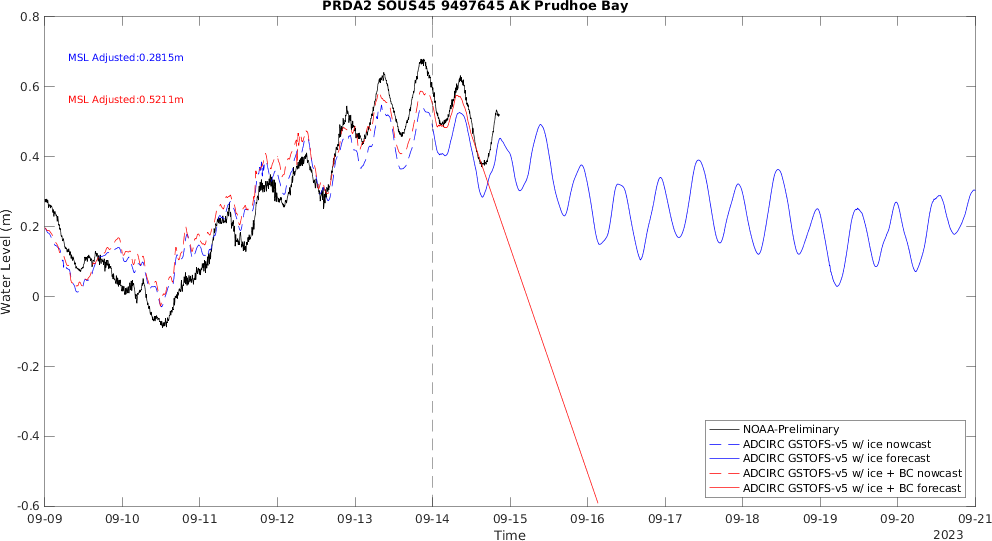 PRDA2 SOUS45 9497645 AK Prudhoe Bay
MSL Adjusted:0.2815m
MSL Adjusted:0.5211m
Water Level (m)
0.8
0.6
0.4
0.2
0
-0.2
-0.4
-0.6
NOAA-Preliminary
ADCIRC GSTOFS-v5 w/ ice nowcast
ADCIRC GSTOFS-v5 w/ ice forecast
ADCIRC GSTOFS-v5 w/ ice + BC nowcast
ADCIRC GSTOFS-v5 w/ ice + BC forecast
09-09 09-10 09-11 09-12 09-13 09-14 09-15 09-16 09-17 09-18 09-19 09-20 09-21
Time
2023